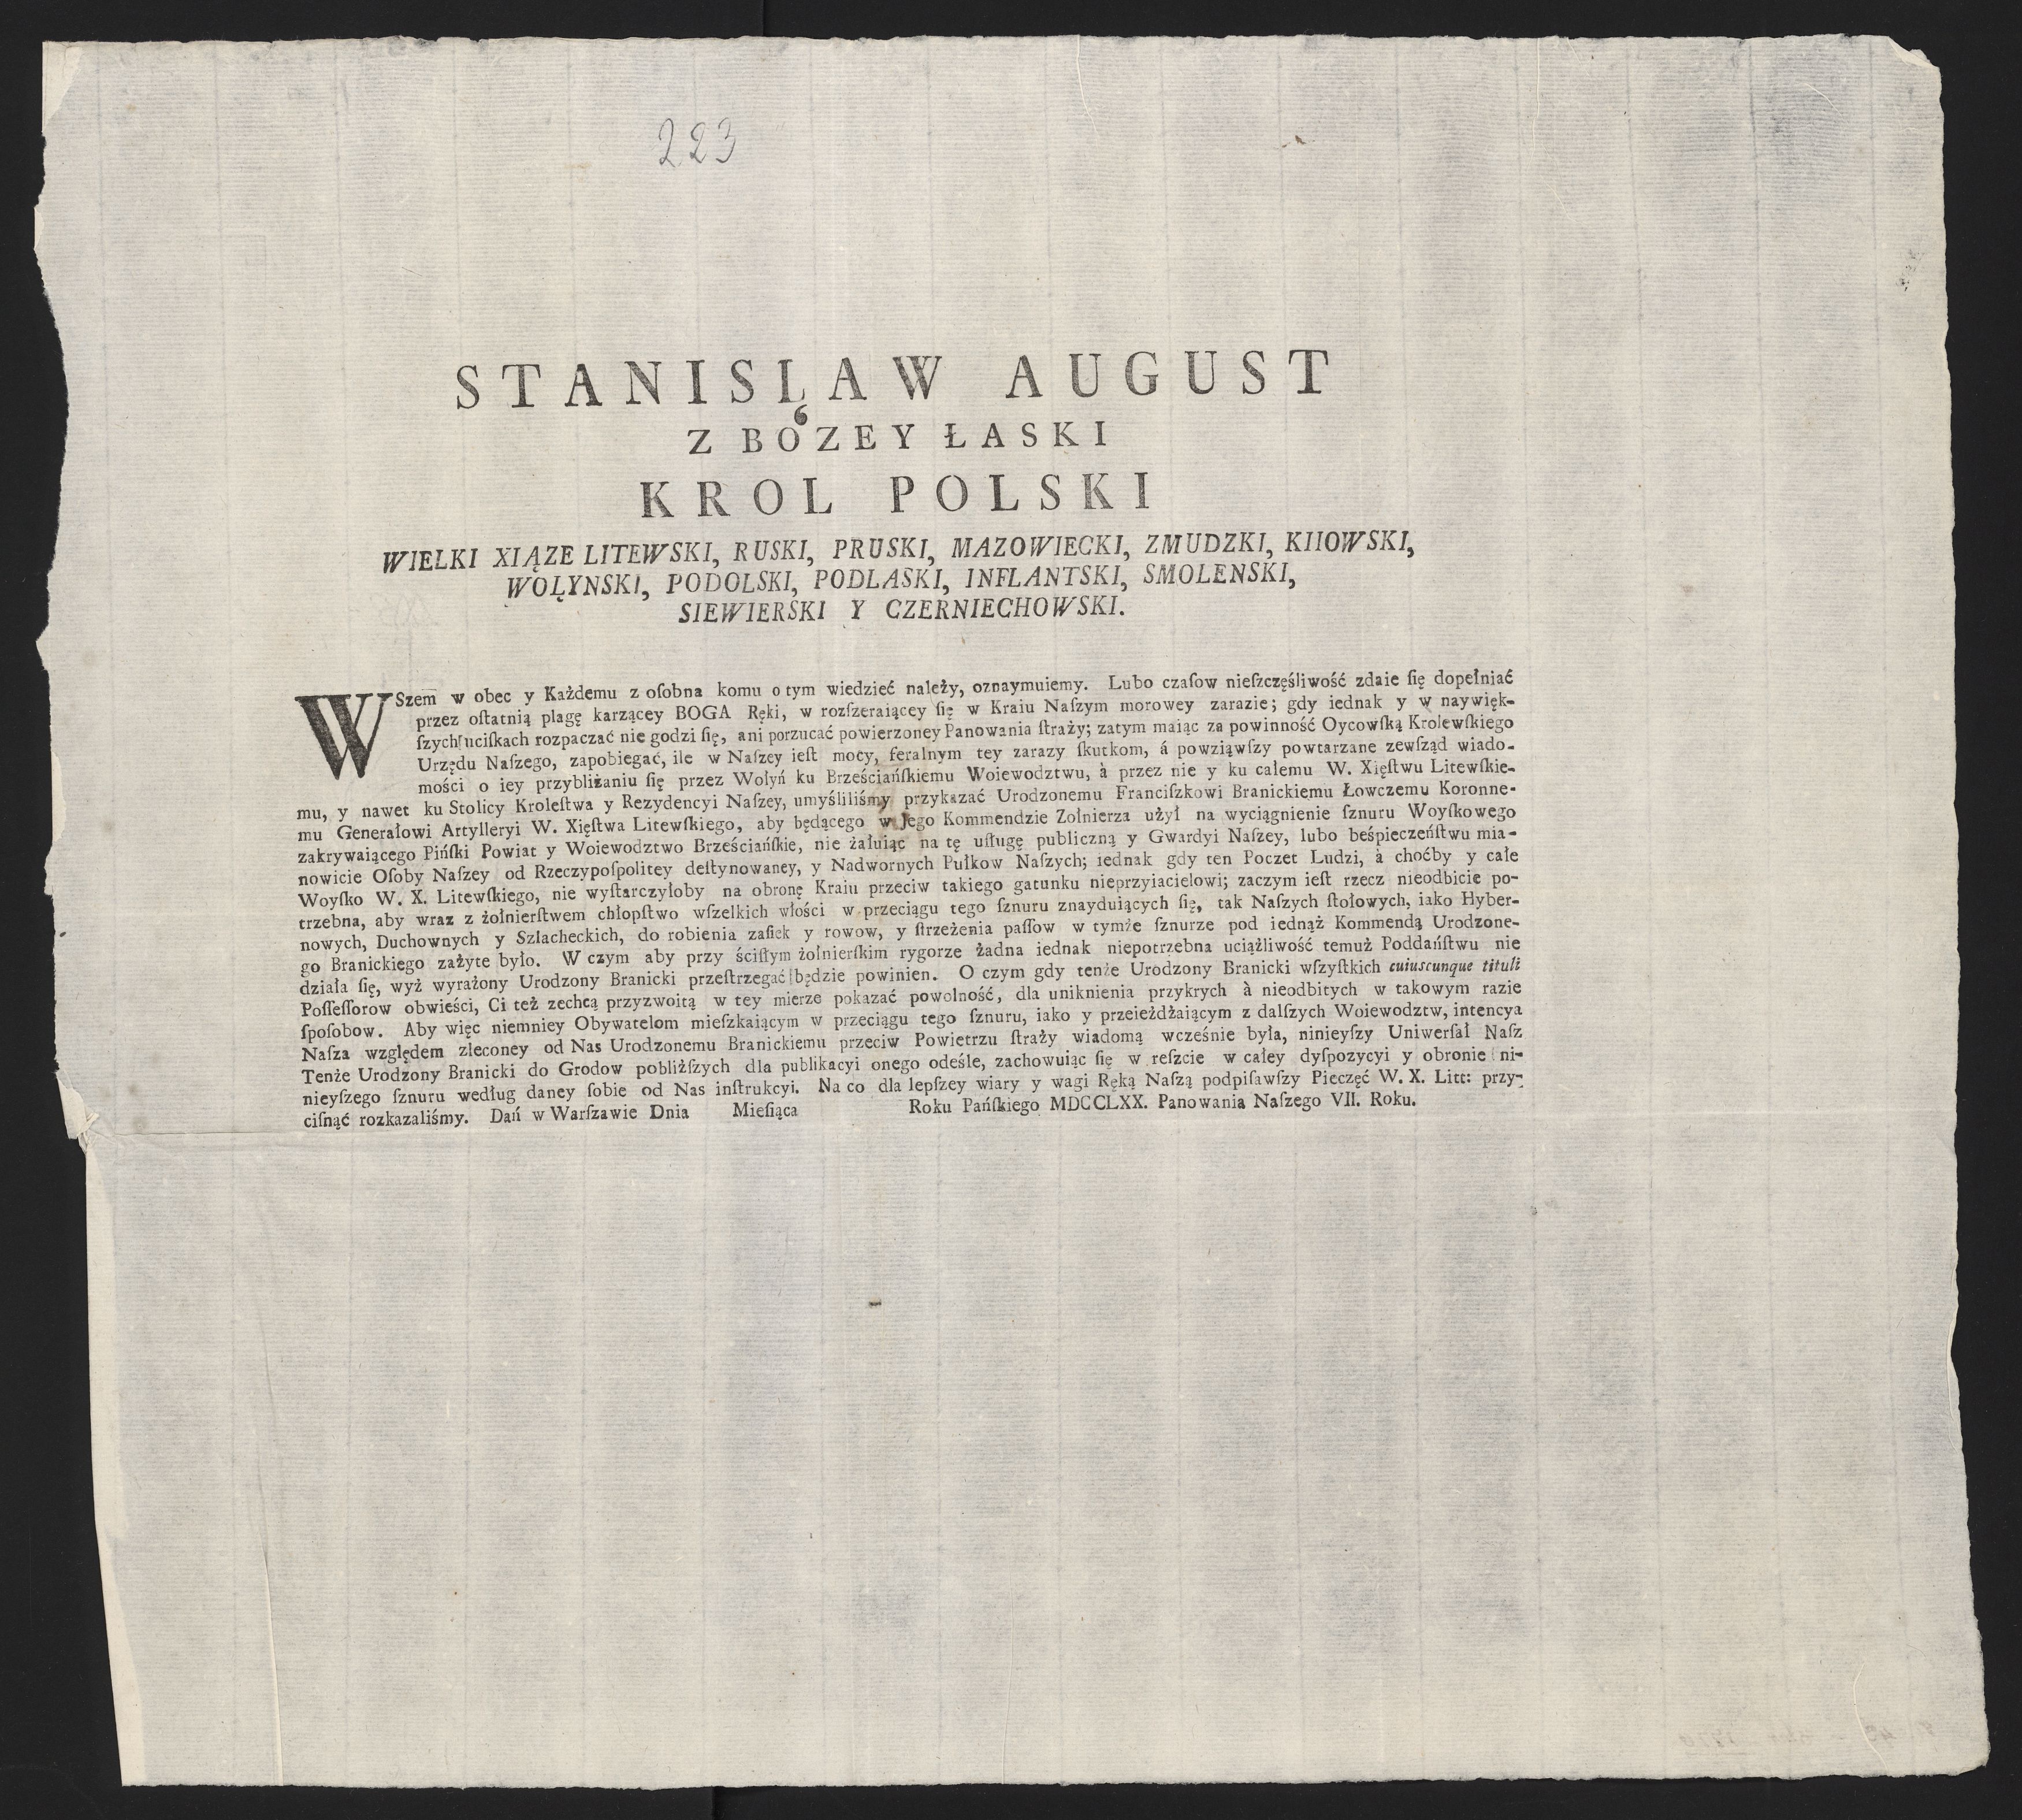 223
STANISŁAW AUGUST
Z BOZEY ŁASKI
KROL POLSKI
WIELKI XIĄZE LITEWSKI, RUSKI, PRUSKI, MAZOWIECKI, ZMUDZKI, KIIOWSKI,
WOŁYNSKI, PODOLSKI, PODLASKI, INFLANTSKI, SMOLENSKI,
SIEWIERSKI Y CZERNIECHOWSKI.
WSzem w obec y Każdemu z oſobna komu o tym wiedzieć należy, oznaymuiemy. Lubo czaſow nieſzczęśliwość zdaie ſię dopełniać
przez oſtatnią plagę karzącey BOGA Ręki, w rozſzeraiącey ſię w Kraiu Naſzym morowey zarazie; gdy iednak y w naywięk-
ſzych uciſkach rozpaczać nie godzi ſię, ani porzucać powierzoney Panowania ſtraży; zatym maiąc za powinność Oycowſką Krolewſkiego
Urzędu Naſzego, zapobiegać, ile w Naſzey ieſt mocy, feralnym tey zarazy ſkutkom, á powziąwſzy powtarzane zewſząd wiado-
mości o iey przybliżaniu ſię przez Wołyń ku Brześciańſkiemu Woiewodztwu, à przez nie y ku całemu W. Xięſtwu Litewſkie-
mu, y nawet ku Stolicy Kroleſtwa y Rezydencyi Naſzey, umyśliliśmy przykazać Urodzonemu Franciſzkowi Branickiemu Łowczemu Koronne-
mu Generałowi Artylleryi W. Xięſtwa Litewſkiego, aby będącego w Jego Kommendzie Zołnierza użył na wyciągnienie ſznuru Woyſkowego
zakrywaiącego Pińſki Powiat y Woiewodztwo Brześciańſkie, nie żałuiąc na tę uſługę publiczną y Gwardyi Naſzey, lubo beśpieczeńſtwu mia-
nowicie Oſoby Naſzey od Rzeczypoſpolitey deſtynowaney, y Nadwornych Pułkow Naſzych; iednak gdy ten Poczet Ludzi, à choćby y całe
Woyſko W. X. Litewſkiego, nie wyſtarczyłoby na obronę Kraiu przeciw takiego gatunku nieprzyiacielowi; zaczym ieſt rzecz nieodbicie po-
trzebna, aby wraz z żołnierſtwem chłopſtwo wſzelkich włości w przeciągu tego ſznuru znayduiących ſię, tak Naſzych ſtołowych, iako Hyber-
nowych, Duchownych y Szlacheckich, do robienia zaſiek y rowow, y ſtrzeżenia paſſow w tymże ſznurze pod iednąż Kommendą Urodzone-
go Branickiego zażyte było. W czym aby przy ściſłym żołnierſkim rygorze żadna iednak niepotrzebna uciążliwość temuż Poddańſtwu nie
działa ſię, wyż wyrażony Urodzony Branicki przeſtrzegać będzie powinien. O czym gdy tenże Urodzony Branicki wſzyſtkich cuiuscunque tituli
Poſſeſſorow obwieści, Ci też zechcą przyzwoitą w tey mierze pokazać powolność, dla uniknienia przykrych à nieodbitych w takowym razie
ſpoſobow. Aby więc niemniey Obywatelom mieſzkaiącym w przeciągu tego ſznuru, iako y przeieżdżaiącym z dalſzych Woiewodztw, intencya
Naſza względem zleconey od Nas Urodzonemu Branickiemu przeciw Powietrzu ſtraży wiadomą wcześnie była, ninieyſzy Uniwerſał Naſz
Tenże Urodzony Branicki do Grodow pobliżſzych dla publikacyi onego odeśle, zachowuiąc ſię w reſzcie w całey dyſpozycyi y obronie ni-
nieyſzego ſznuru według daney ſobie od Nas inſtrukcyi. Na co dla lepſzey wiary y wagi Ręką Naſzą podpiſawſzy Pieczęć W. X. Litt: przy-
ciſnąć rozkazaliśmy. Dań w Warſzawie Dnia Mieſiąca Roku Pańſkiego MDCCLXX. Panowania Naſzego VII. Roku.